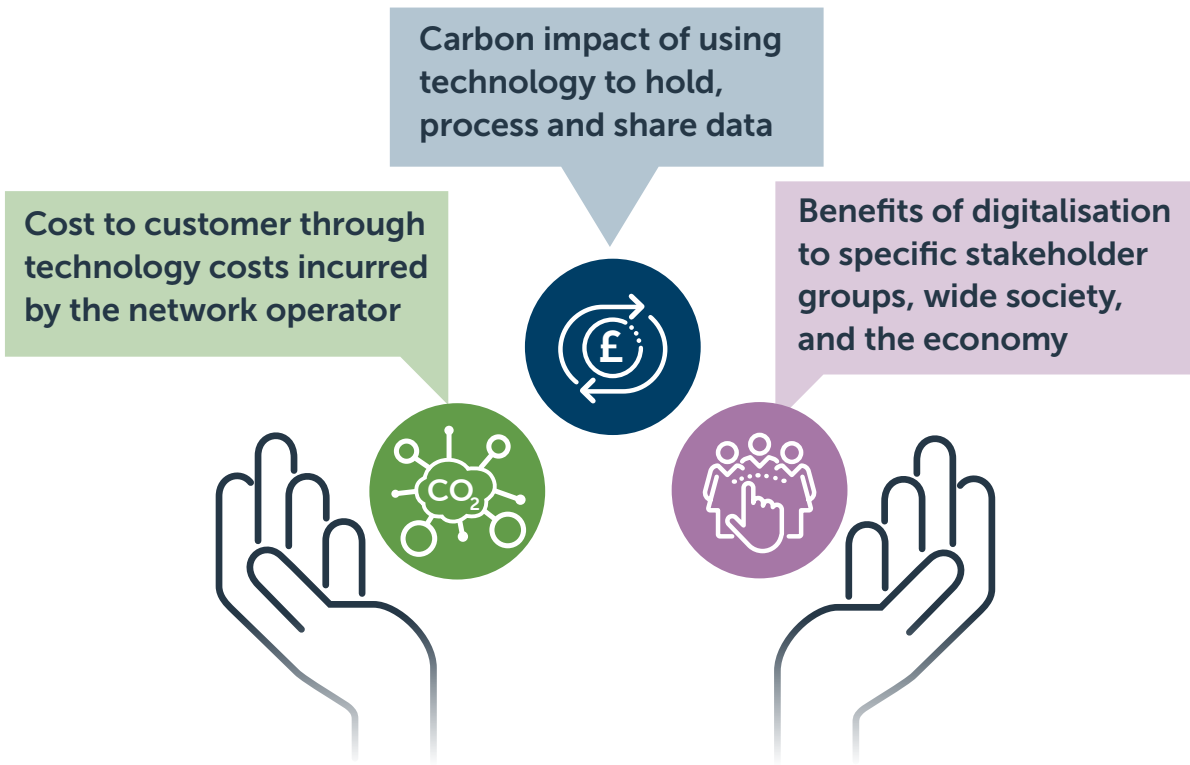 Carbon impact of using
technology to hold,
process and share data
Cost to customer through
technology costs incurred
by the network operator
Benefits of digitalisation
to specific stakeholder
groups, wide society,
and the economy
£
CO₂